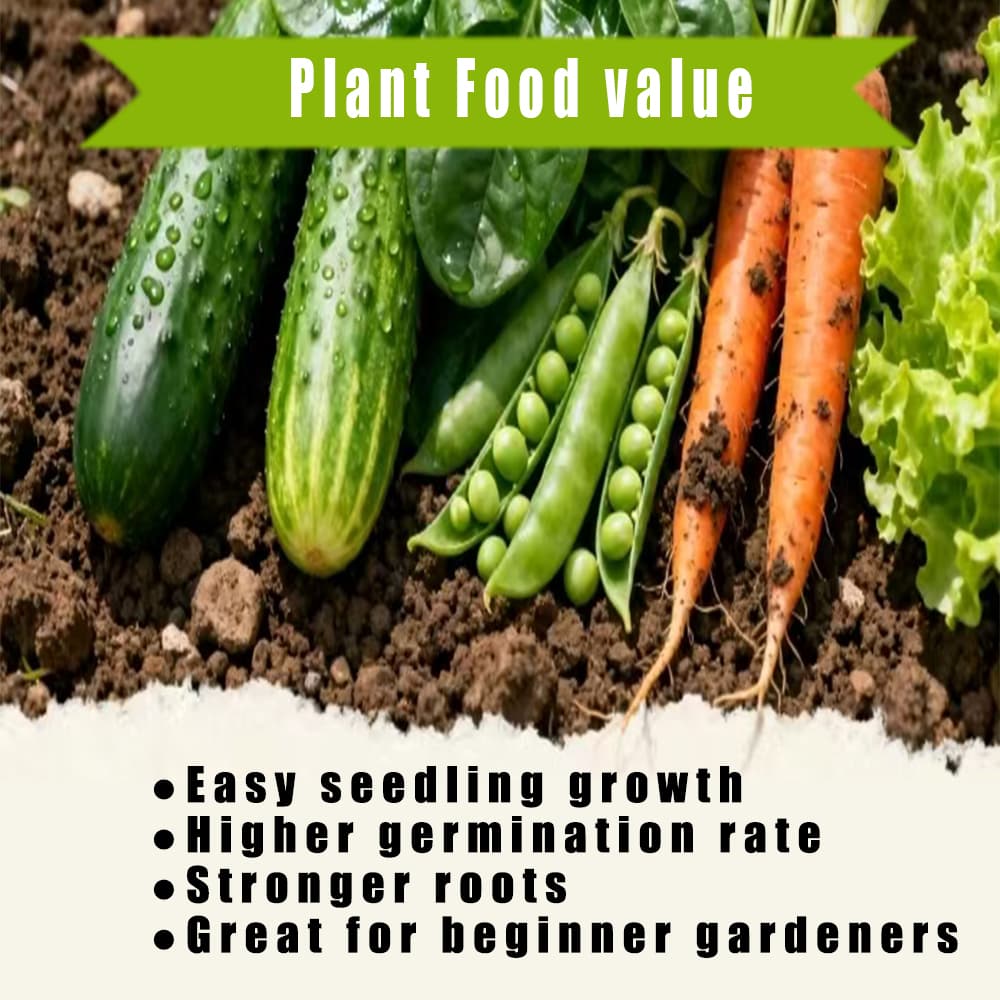 Plant Food value
•Easy seedling growth
•Higher germination rate
•Stronger roots
•Great for beginner gardeners